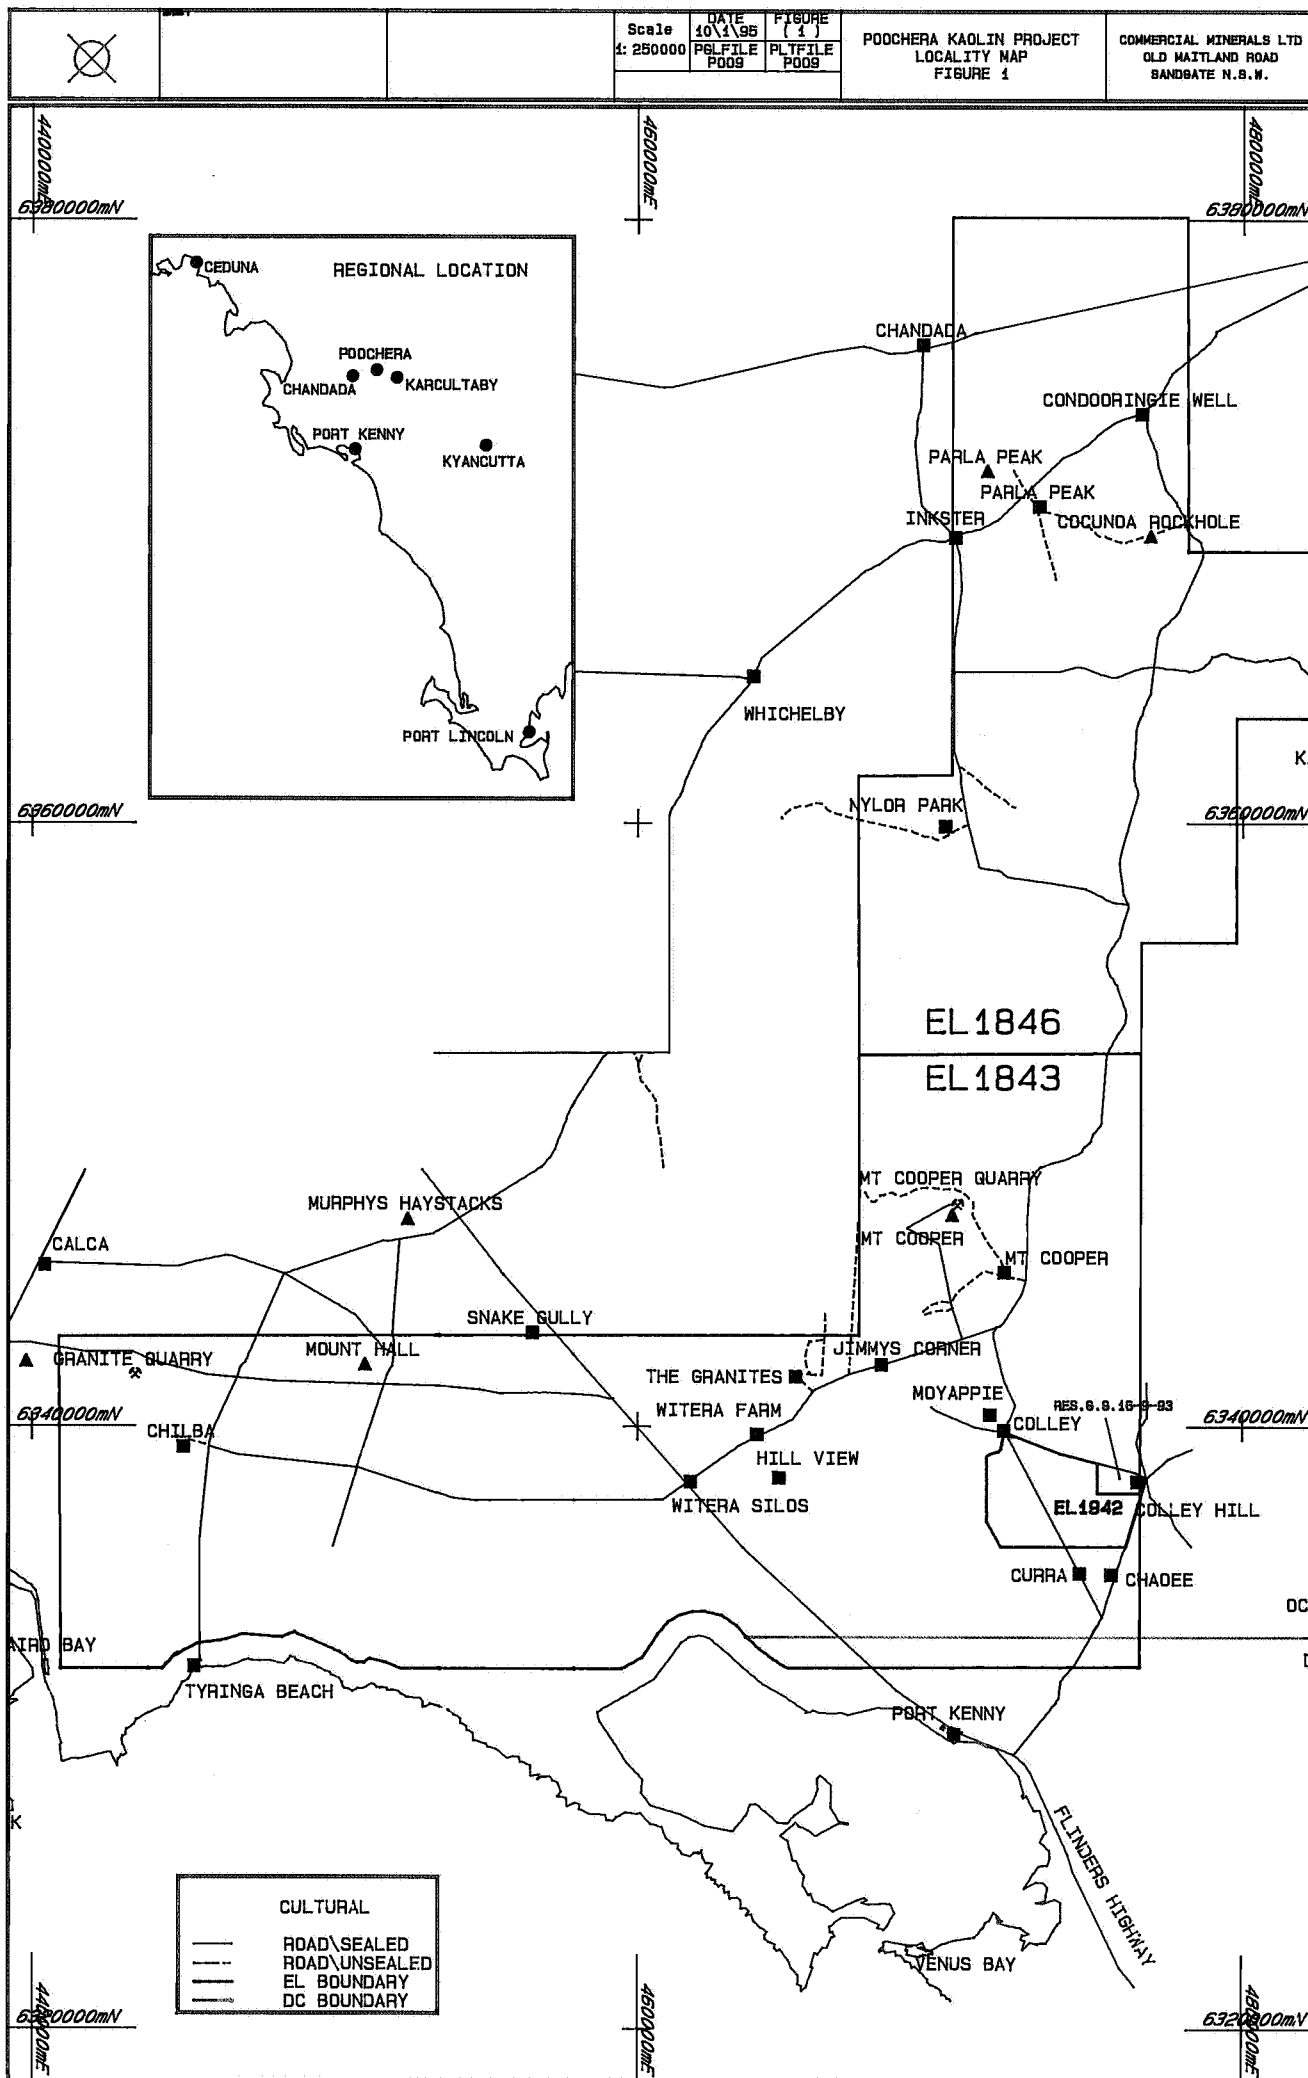 Scale
1: 250000
DATE
10\1\95
FIGURE
( 1 )
PGLFILE
P009
PLTFILE
P009
POOCHERA KAOLIN PROJECT
LOCALITY MAP
FIGURE 1
COMMERCIAL MINERALS LTD
OLD MAITLAND ROAD
SANDGATE N.S.W.
440000mE
460000mE
480000mE
6380000mN
6380000mN
REGIONAL LOCATION
CEDUNA
POOCHERA
CHANDADA
KARCULTABY
PORT KENNY
KYANCUTTA
PORT LINCOLN
CHANDADA
CONDOORINGIE WELL
PARLA PEAK
PARLA PEAK
INKSTER
COCUNDA ROCKHOLE
WHICHELBY
K
6360000mN
NYLOR PARK
6360000mN
EL1846
EL1843
MT COOPER QUARRY
MURPHYS HAYSTACKS
MT COOPER
CALCA
MT COOPER
SNAKE GULLY
MOUNT HALL
JIMMYS CORNER
GRANITE QUARRY
THE GRANITES
MOYAPPIE
WITERA FARM
COLLEY
6340000mN
6340000mN
CHILBA
HILL VIEW
WITERA SILOS
EL1942
COLLEY HILL
CURRA
CHADEE
OC
AIRD BAY
TYRINGA BEACH
PORT KENNY
K
FLINDERS HIGHWAY
VENUS BAY
CULTURAL
ROAD\SEALED
ROAD\UNSEALED
EL BOUNDARY
DC BOUNDARY
6320000mN
6320000mN
440000mE
460000mE
480000mE